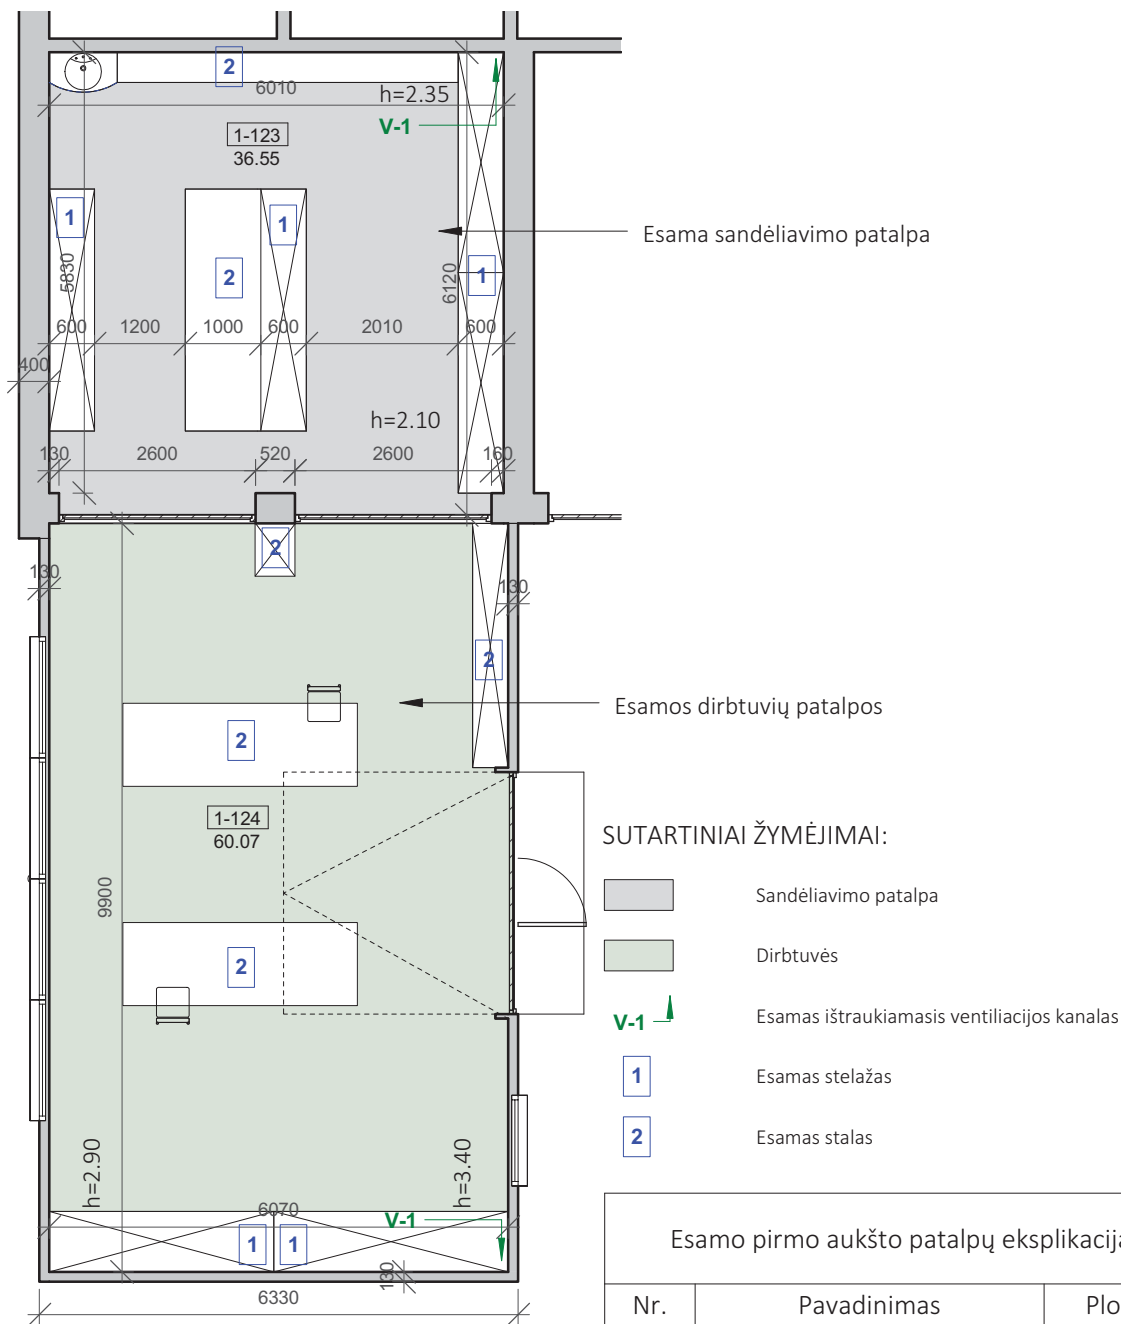 2
6010
h=2.35
V-1
1-123
36.55
1
1
2
1
5830
6120
Esama sandėliavimo patalpa
600
1200
1000
600
2010
600
400
h=2.10
130
2600
520
2600
160
2
130
130
2
Esamos dirbtuvių patalpos
2
1-124
60.07
9900
2
h=2.90
h=3.40
6070
V-1
1
1
130
6330
SUTARTINIAI ŽYMĖJIMAI:
Sandėliavimo patalpa
Dirbtuvės
V-1
Esamas ištraukiamasis ventiliacijos kanalas
1
Esamas stelažas
2
Esamas stalas
Esamo pirmo aukšto patalpų eksplikacija
Nr.
Pavadinimas
Plo